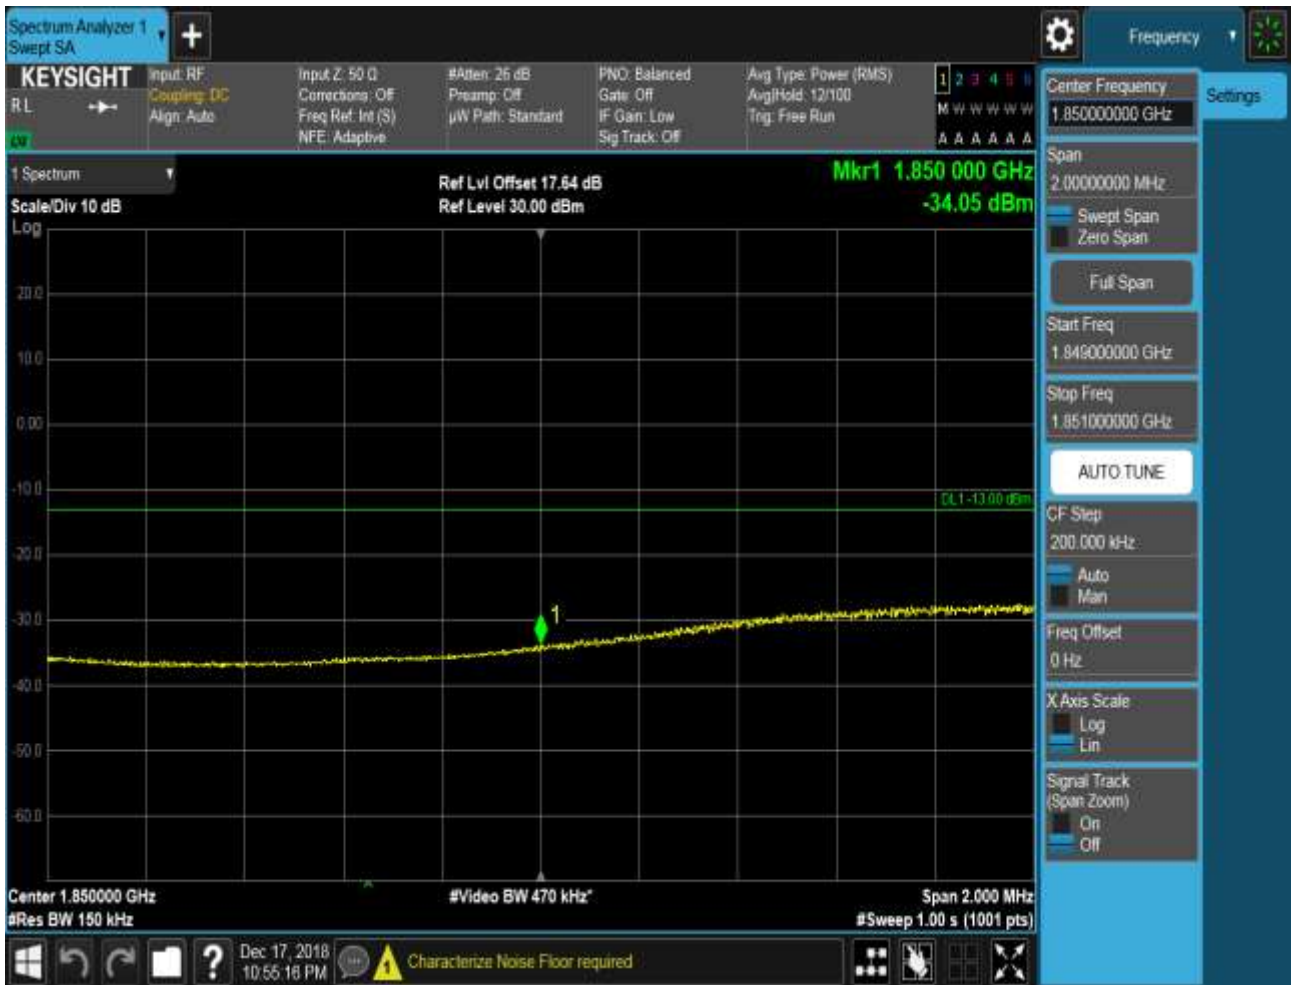 Spectrum Analyzer 1
Swept SA
Frequency
KEYSIGHT
R L
Input: RF
Coupling: DC
Align: Auto
Input Z: 50 Ω
Corrections: Off
Freq Ref: Int (S)
NFE: Adaptive
#Atten: 26 dB
Preamp: Off
µW Path: Standard
PNO: Balanced
Gate: Off
IF Gain: Low
Sig Track: Off
Avg Type: Power (RMS)
Avg|Hold: 12/100
Trig: Free Run
1 2 3 4 5 6
M W W W W W
A A A A A A
Settings
Center Frequency
1.850000000 GHz
Span
2.00000000 MHz
Swept Span
Zero Span
Full Span
Start Freq
1.849000000 GHz
Stop Freq
1.851000000 GHz
AUTO TUNE
CF Step
200.000 kHz
Auto
Man
Freq Offset
0 Hz
X Axis Scale
Log
Lin
Signal Track
(Span Zoom)
On
Off
1 Spectrum
Scale/Div 10 dB
Log
Ref Lvl Offset 17.64 dB
Ref Level 30.00 dBm
Mkr1 1.850 000 GHz
-34.05 dBm
20.0
10.0
0.00
-10.0
DL1 -13.00 dBm
-20.0
1
-30.0
-40.0
-50.0
-60.0
Center 1.850000 GHz
#Video BW 470 kHz*
Span 2.000 MHz
#Res BW 150 kHz
#Sweep 1.00 s (1001 pts)
?
Dec 17, 2018
10:55:16 PM
1
Characterize Noise Floor required